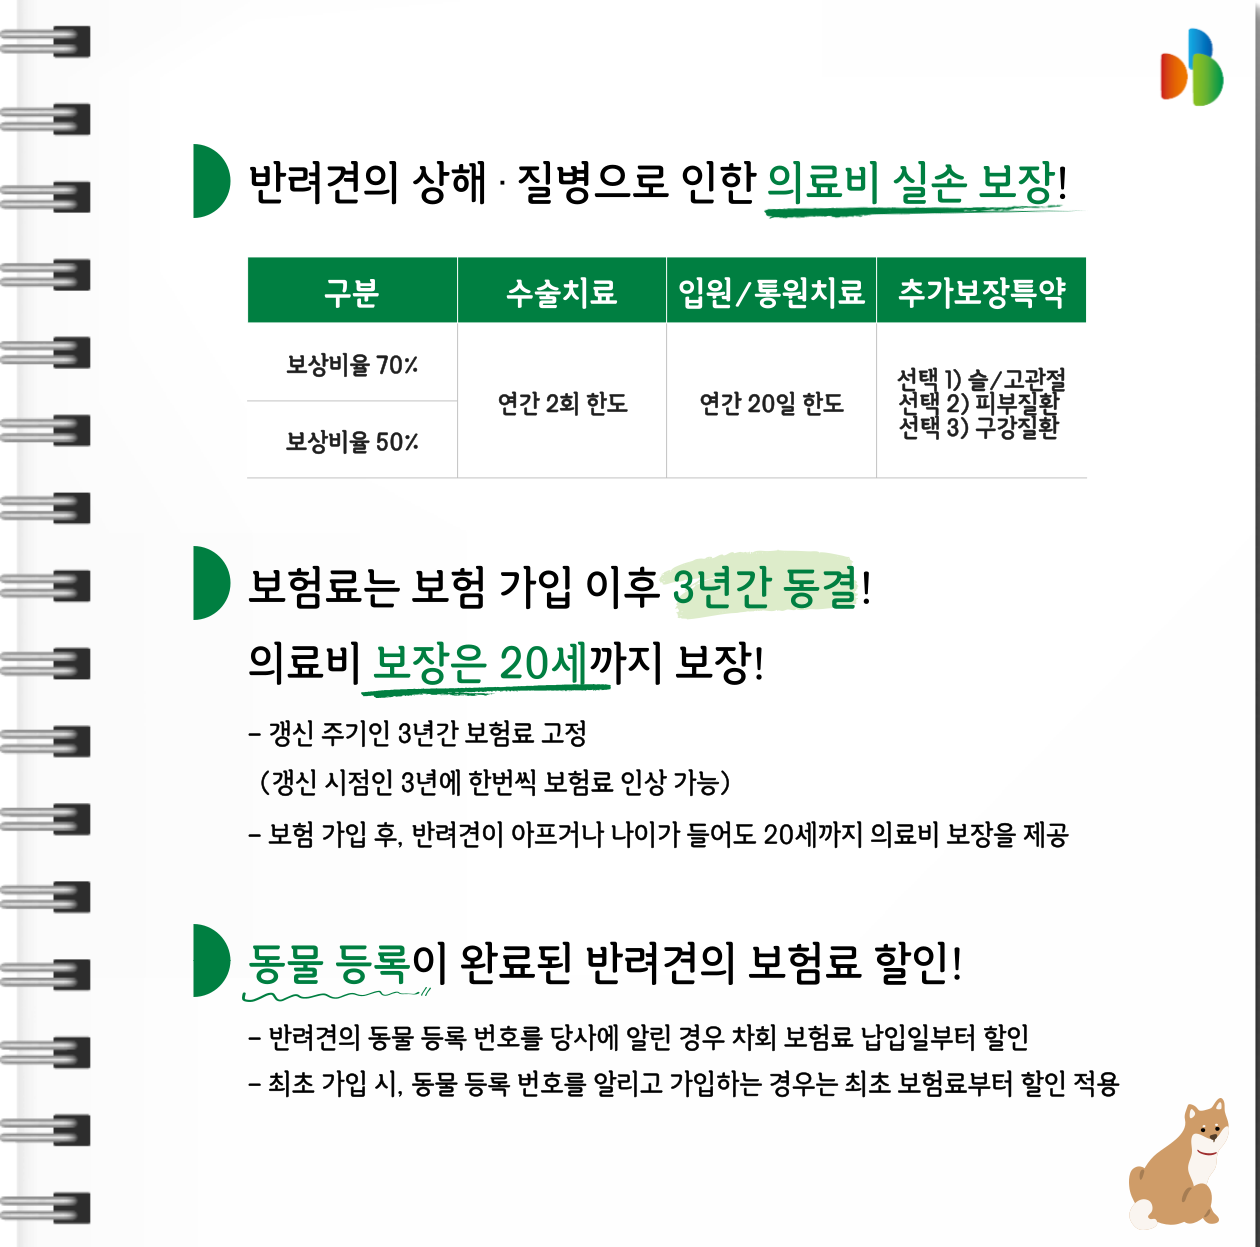 반려견의 상해 · 질병으로 인한 의료비 실손 보장!
구분 수술치료 입원/통원치료 추가보장특약
보상비율 70%
보상비율 50%
연간 2회 한도
연간 20일 한도
선택 1) 슬/고관절
선택 2) 피부질환
선택 3) 구강질환
보험료는 보험 가입 이후 3년간 동결!
의료비 보장은 20세까지 보장!
- 갱신 주기인 3년간 보험료 고정
(갱신 시점인 3년에 한번씩 보험료 인상 가능)
- 보험 가입 후, 반려견이 아프거나 나이가 들어도 20세까지 의료비 보장을 제공
동물 등록이 완료된 반려견의 보험료 할인!
- 반려견의 동물 등록 번호를 당사에 알린 경우 차회 보험료 납입일부터 할인
- 최초 가입 시, 동물 등록 번호를 알리고 가입하는 경우는 최초 보험료부터 할인 적용